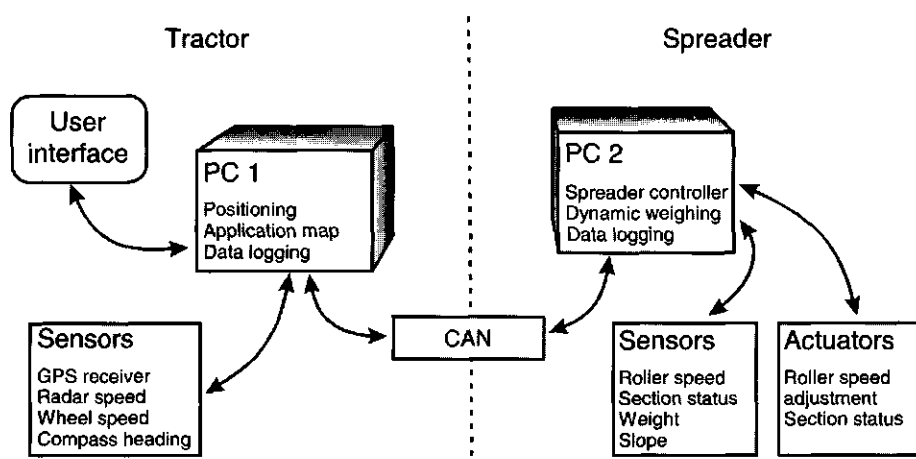 Tractor
Spreader
User
interface
PC 1
Positioning
Application map
Data logging
PC 2
Spreader controller
Dynamic weighing
Data logging
CAN
Sensors
GPS receiver
Radar speed
Wheel speed
Compass heading
Sensors
Roller speed
Section status
Weight
Slope
Actuators
Roller speed
adjustment
Section status